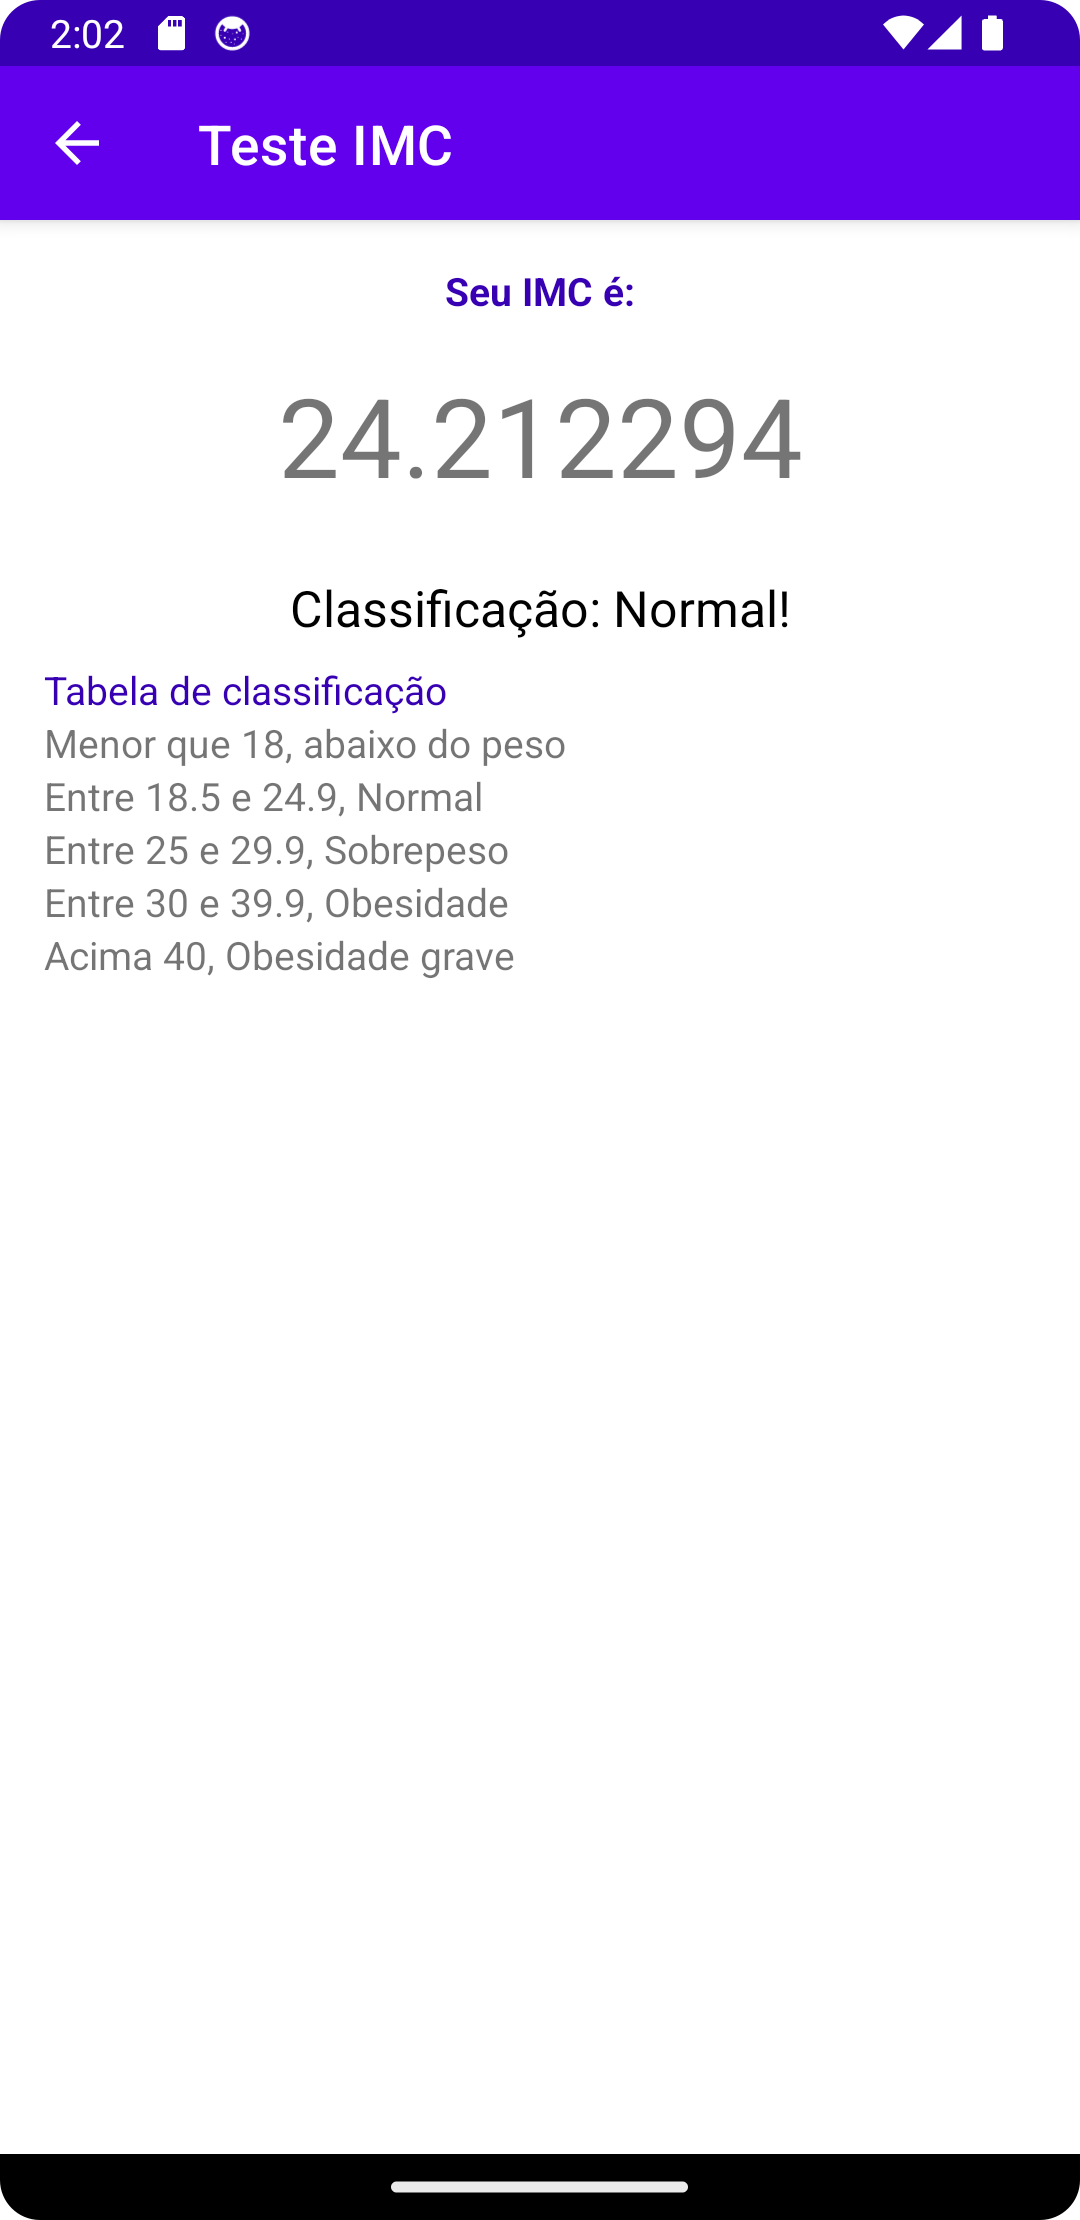 2:02
Teste IMC
Seu IMC é:
24.212294
Classificação: Normal!
Tabela de classificação
Menor que 18, abaixo do peso
Entre 18.5 e 24.9, Normal
Entre 25 e 29.9, Sobrepeso
Entre 30 e 39.9, Obesidade
Acima 40, Obesidade grave